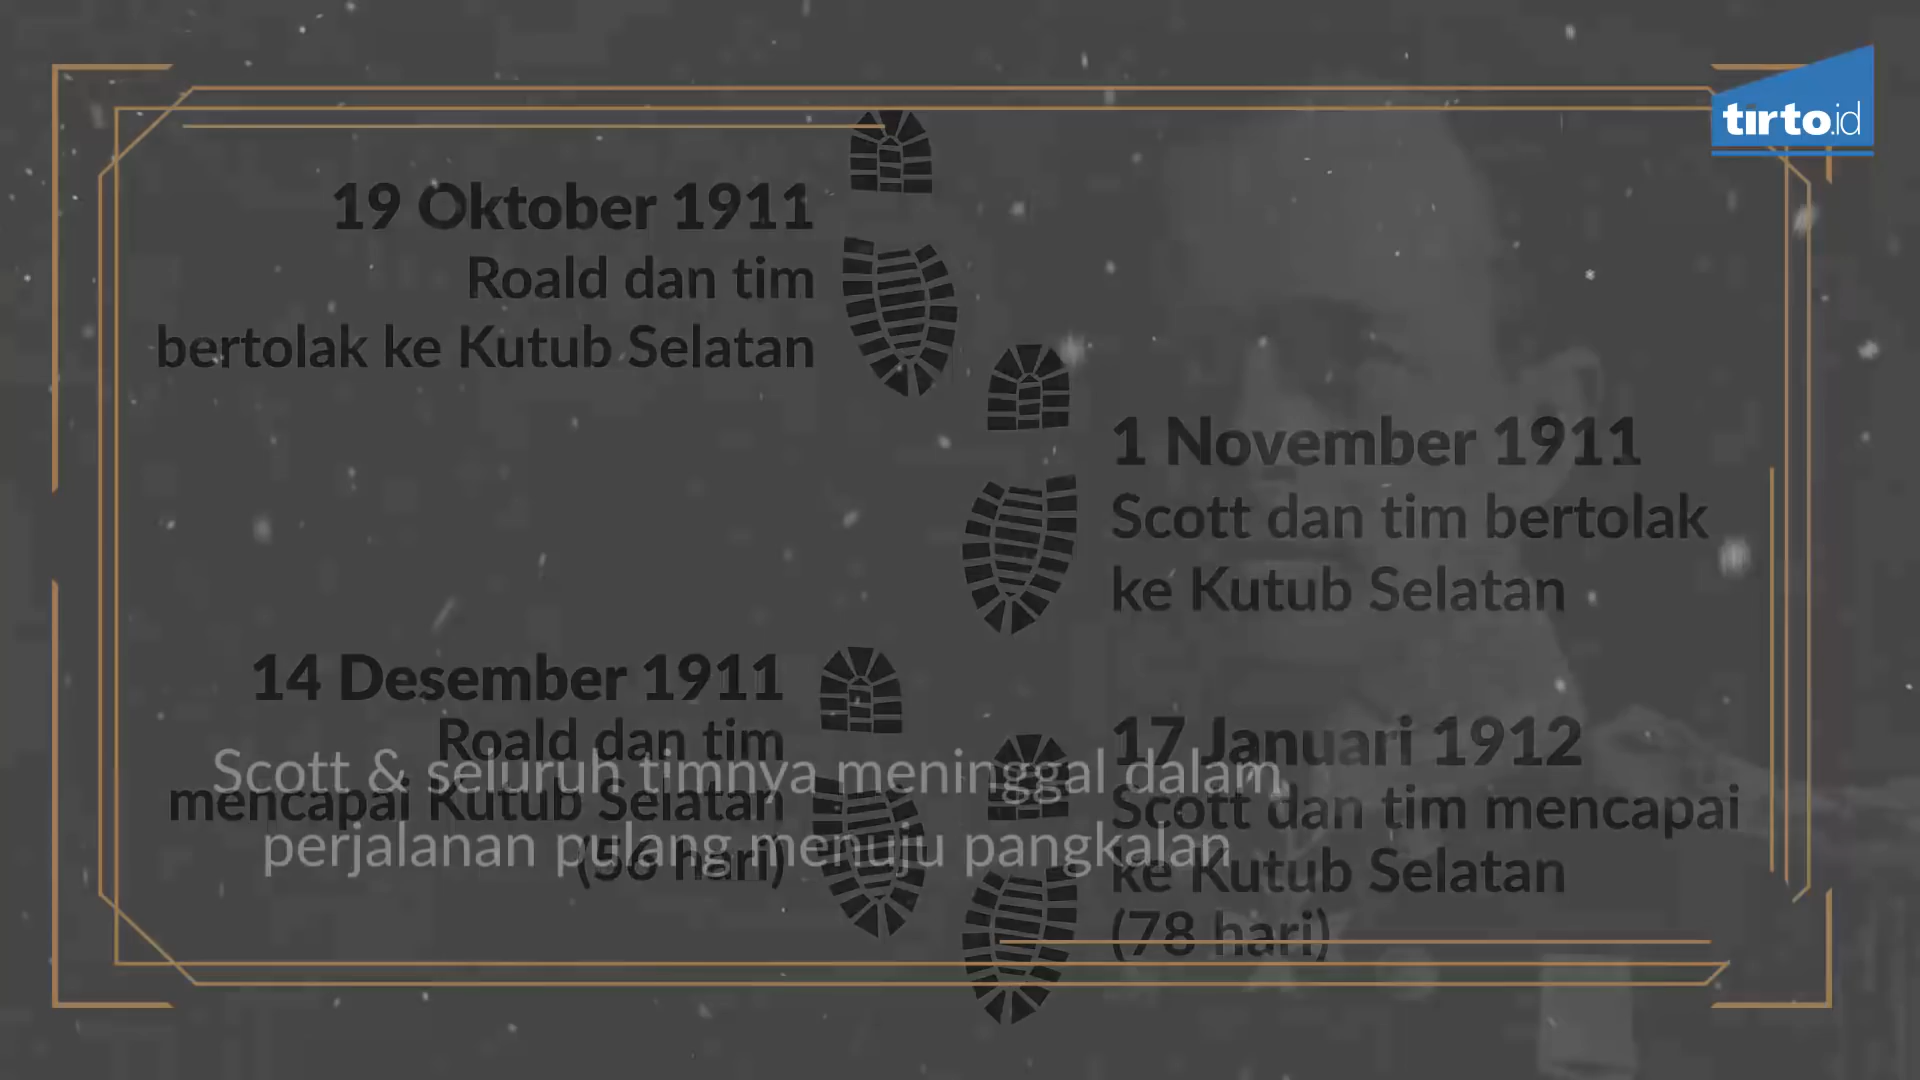 tirto.id
19 Oktober 1911
Roald dan tim
bertolak ke Kutub Selatan
1 November 1911
Scott dan tim bertolak
ke Kutub Selatan
14 Desember 1911
Roald dan tim
mencapai Kutub Selatan
(56 hari)
17 Januari 1912
Scott dan tim mencapai
ke Kutub Selatan
(78 hari)
Scott & seluruh timnya meninggal dalam
perjalanan pulang menuju pangkalan